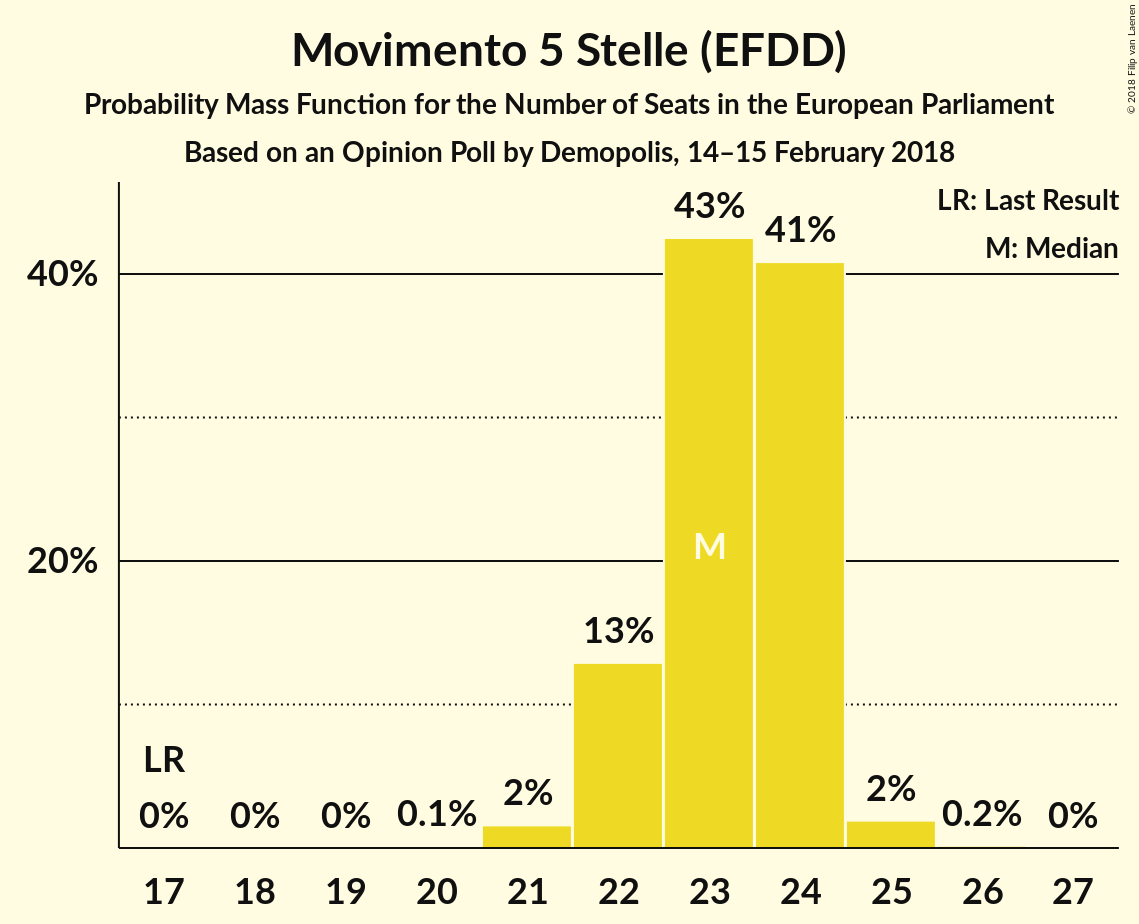 Movimento 5 Stelle (EFDD)
Probability Mass Function for the Number of Seats in the European Parliament
Based on an Opinion Poll by Demopolis, 14–15 February 2018
© 2018 Filip van Laenen
LR: Last Result
M: Median
43%
41%
40%
M
20%
13%
LR
0%
0%
0%
0.1%
2%
2%
0.2%
0%
17 18 19 20 21 22 23 24 25 26 27